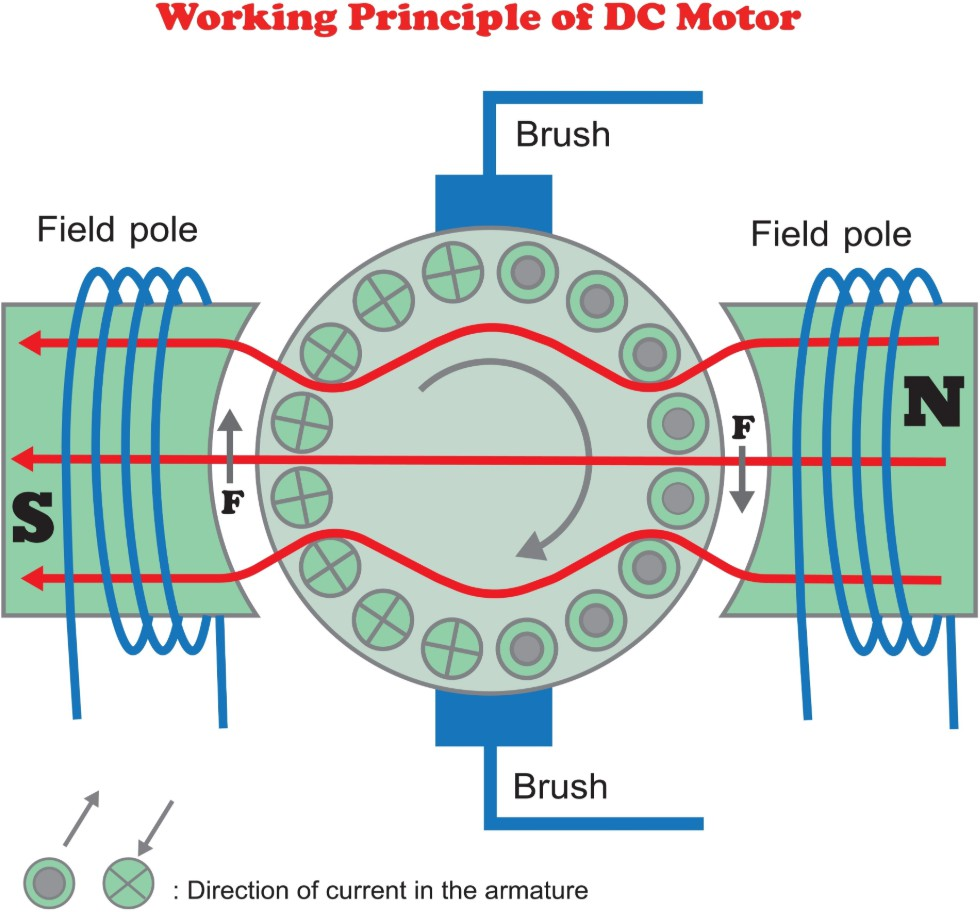 Working Principle of DC Motor
Brush
Field pole
Field pole
N
F
F
S
Brush
: Direction of current in the armature